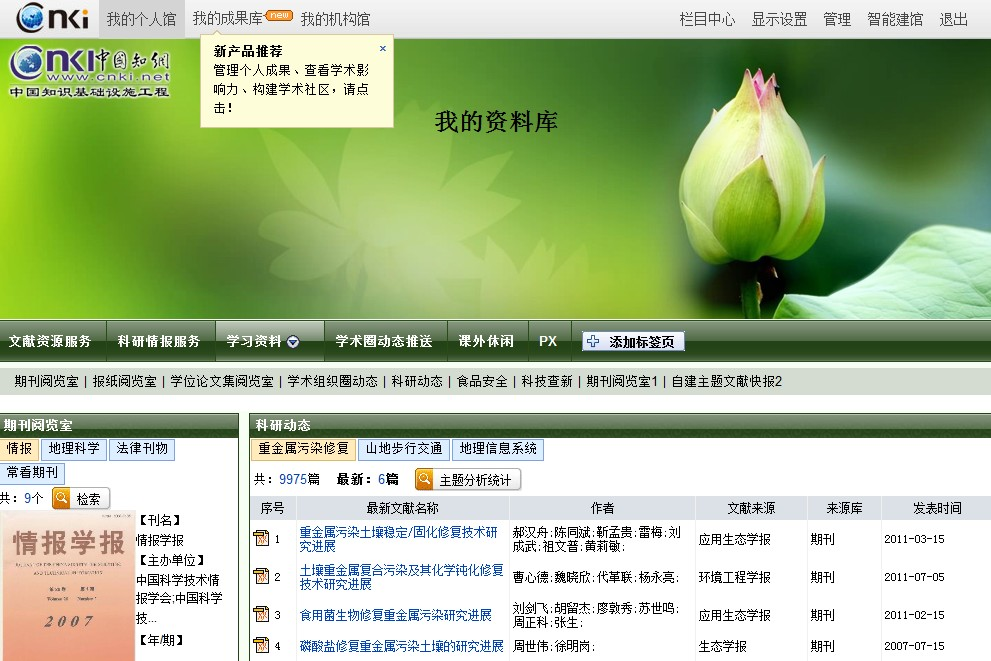 cnki 我的个人馆 我的成果库 new 我的机构馆 栏目中心 显示设置 管理 智能建馆 退出
新产品推荐 ×
管理个人成果、查看学术影
响力、构建学术社区，请点
击！
cnki中国知網
www.cnki.net
中国知识基础设施工程
我的资料库
文献资源服务 科研情报服务 学习资料 学术圈动态推送 课外休闲 PX 添加标签页
期刊阅览室 | 报纸阅览室 | 学位论文集阅览室 | 学术组织圈动态 | 科研动态 | 食品安全 | 科技查新 | 期刊阅览室1 | 自建主题文献快报2
期刊阅览室
情报 地理科学 法律刊物
常看期刊
共：9个 检索
情报学报
2007
【刊名】
情报学报
【主办单位】
中国科学技术情
报学会;中国科学
技...
【年/期】
科研动态
重金属污染修复 山地步行交通 地理信息系统
共：9975篇 最新：6篇 主题分析统计
序号 最新文献名称 作者 文献来源 来源库 发表时间
1 重金属污染土壤稳定/固化修复技术研
究进展 郝汉舟;陈同斌;靳孟贵;雷梅;刘
成武;祖文普;黄莉敏; 应用生态学报 期刊 2011-03-15
2 土壤重金属复合污染及其化学钝化修复
技术研究进展 曹心德;魏晓欣;代革联;杨永亮; 环境工程学报 期刊 2011-07-05
3 食用菌生物修复重金属污染研究进展 刘剑飞;胡留杰;廖敦秀;苏世鸣;
周正科;张生; 应用生态学报 期刊 2011-02-15
4 磷酸盐修复重金属污染土壤的研究进展 周世伟;徐明岗; 生态学报 期刊 2007-07-15